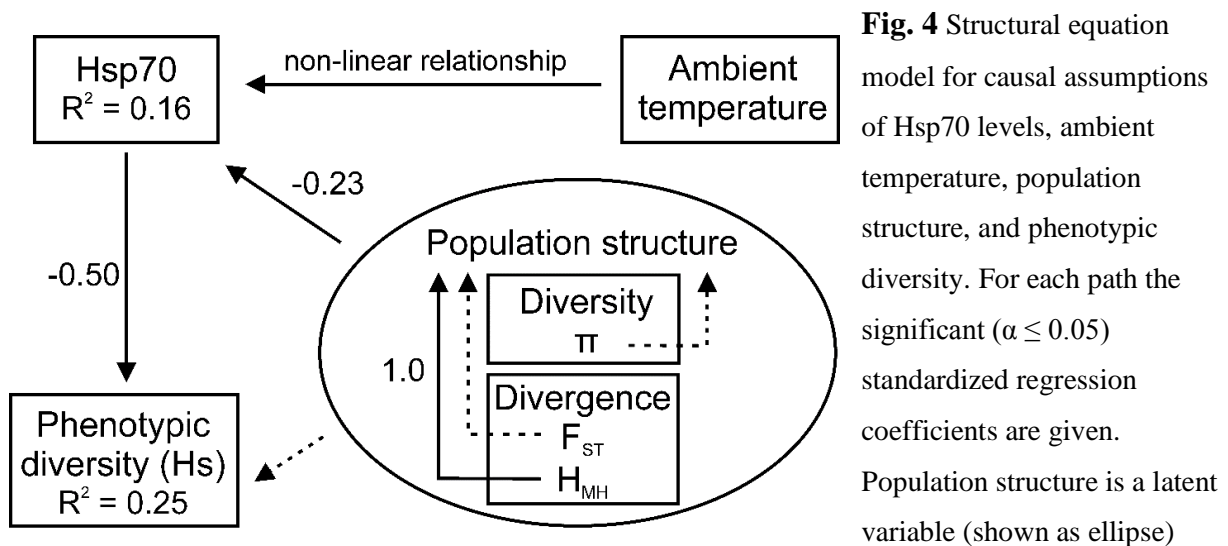 Hsp70
R² = 0.16
non-linear relationship
Ambient
temperature
-0.23
-0.50
Population structure
Diversity
π
1.0
Divergence
F_ST
H_MH
Phenotypic
diversity (Hs)
R² = 0.25
Fig. 4 Structural equation
model for causal assumptions
of Hsp70 levels, ambient
temperature, population
structure, and phenotypic
diversity. For each path the
significant (α ≤ 0.05)
standardized regression
coefficients are given.
Population structure is a latent
variable (shown as ellipse)